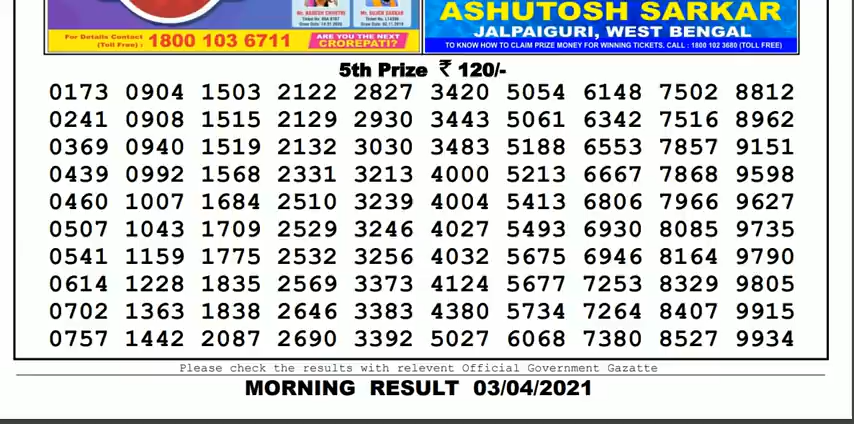 ASHUTOSH SARKAR
JALPAIGURI, WEST BENGAL
For Details Contact
(Toll Free) : 1800 103 6711
ARE YOU THE NEXT
CROREPATI?
TO KNOW HOW TO CLAIM PRIZE MONEY FOR WINNING TICKETS. CALL : 1800 102 3680 (TOLL FREE)
5th Prize ₹ 120/-
0173 0904 1503 2122 2827 3420 5054 6148 7502 8812
0241 0908 1515 2129 2930 3443 5061 6342 7516 8962
0369 0940 1519 2132 3030 3483 5188 6553 7857 9151
0439 0992 1568 2331 3213 4000 5213 6667 7868 9598
0460 1007 1684 2510 3239 4004 5413 6806 7966 9627
0507 1043 1709 2529 3246 4027 5493 6930 8085 9735
0541 1159 1775 2532 3256 4032 5675 6946 8164 9790
0614 1228 1835 2569 3373 4124 5677 7253 8329 9805
0702 1363 1838 2646 3383 4380 5734 7264 8407 9915
0757 1442 2087 2690 3392 5027 6068 7380 8527 9934
Please check the results with relevent Official Government Gazatte
MORNING RESULT 03/04/2021